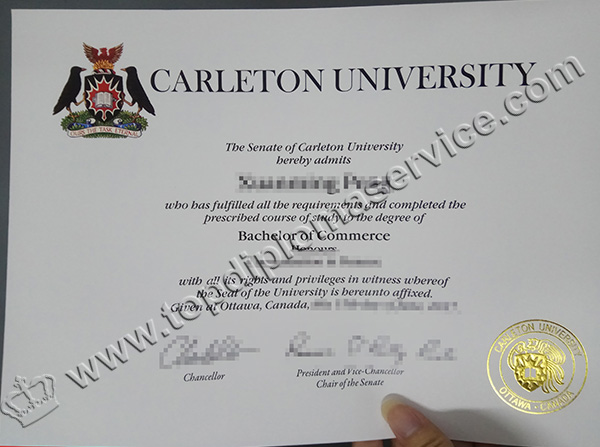 CARLETON UNIVERSITY
OURS THE TASK ETERNAL
The Senate of Carleton University
hereby admits
who has fulfilled all the requirements and completed the
prescribed course of study to the degree of
Bachelor of Commerce
Honours
with all its rights and privileges in witness whereof
the Seal of the University is hereunto affixed.
Given at Ottawa, Canada,
Chancellor
President and Vice-Chancellor
Chair of the Senate
CARLETON UNIVERSITY
OTTAWA · CANADA
www.topdiplomaservice.com